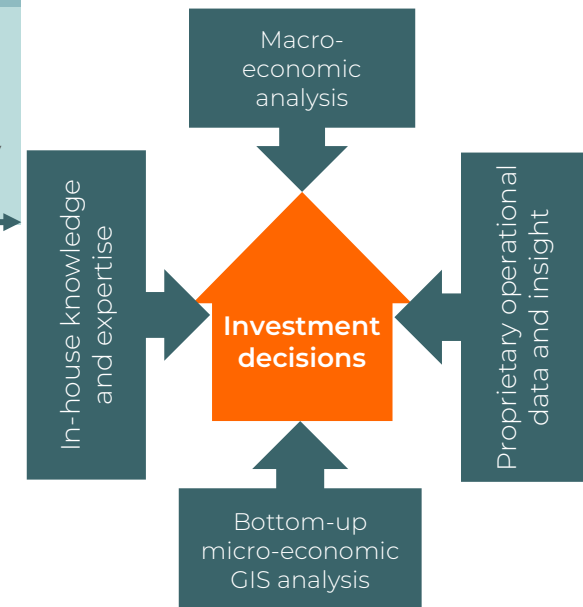 Macro-
economic
analysis
In-house knowledge
and expertise
Investment
decisions
Proprietary operational
data and insight
Bottom-up
micro-economic
GIS analysis